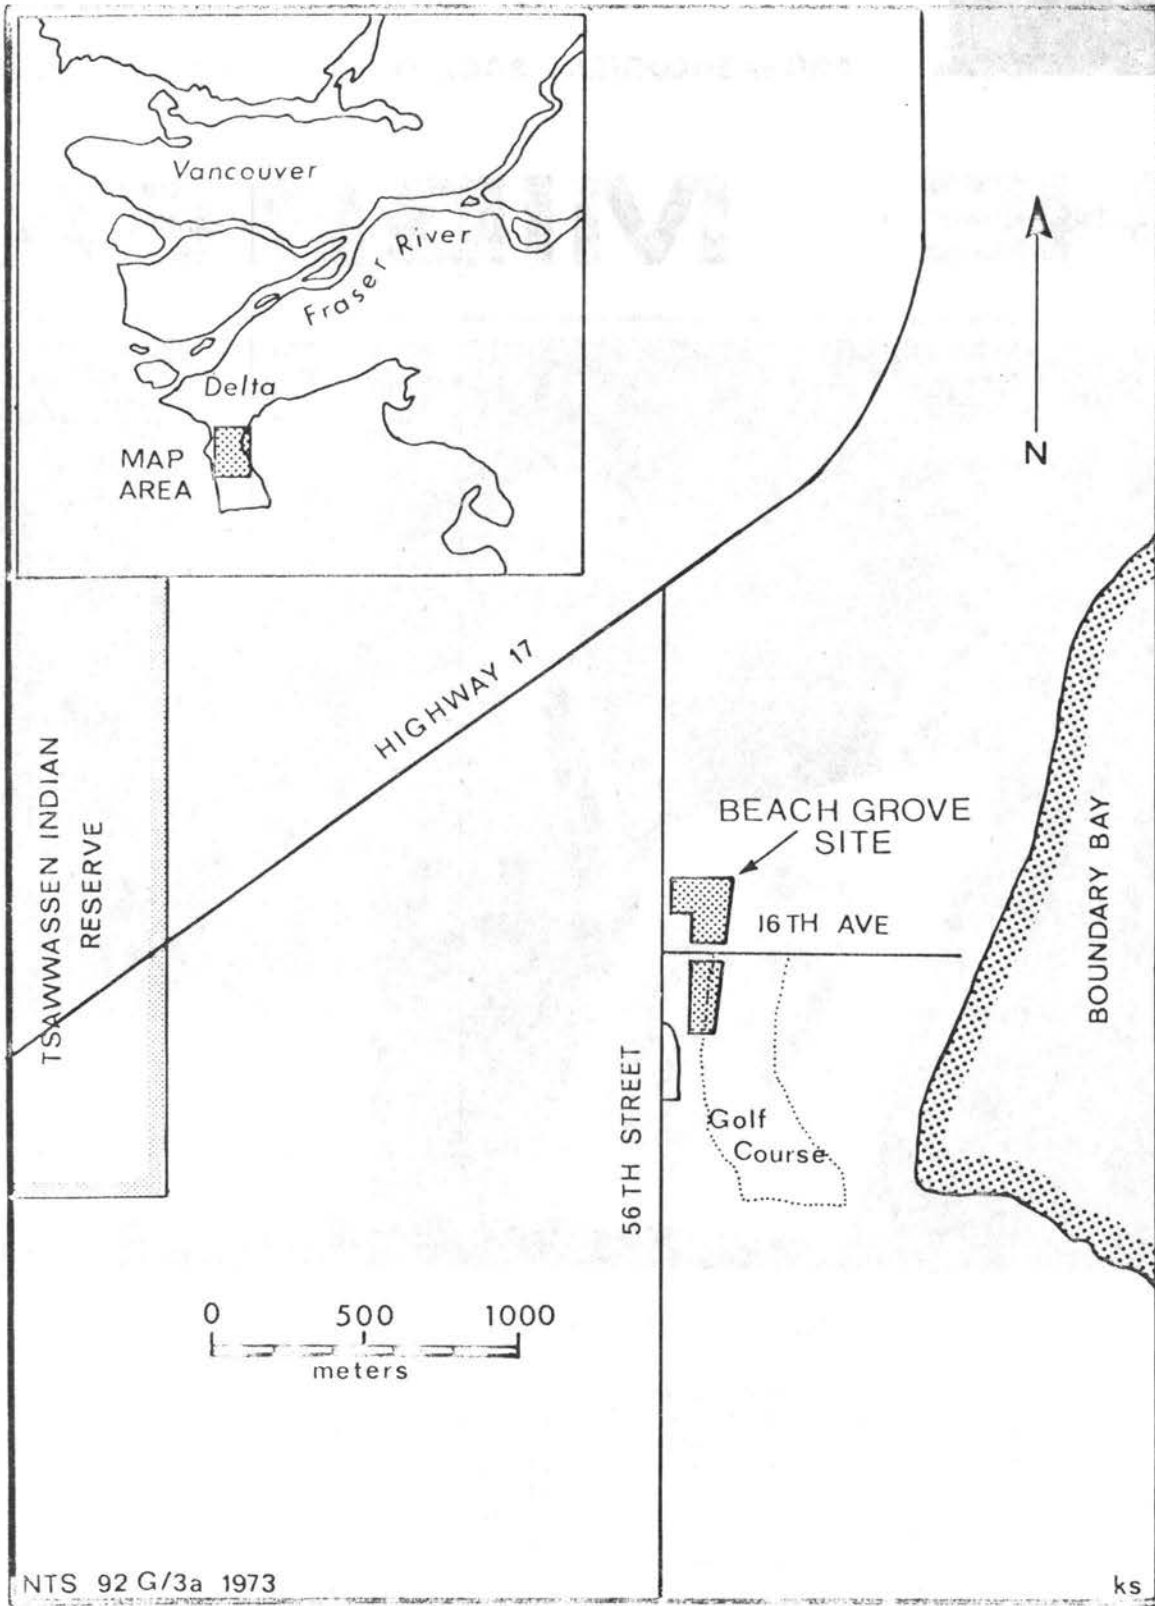 Vancouver
Fraser River
Delta
MAP
AREA
N
HIGHWAY 17
TSAWWASSEN INDIAN
RESERVE
BEACH GROVE
SITE
16TH AVE
BOUNDARY BAY
56TH STREET
Golf
Course
0 500 1000
meters
NTS 92 G/3a 1973
ks